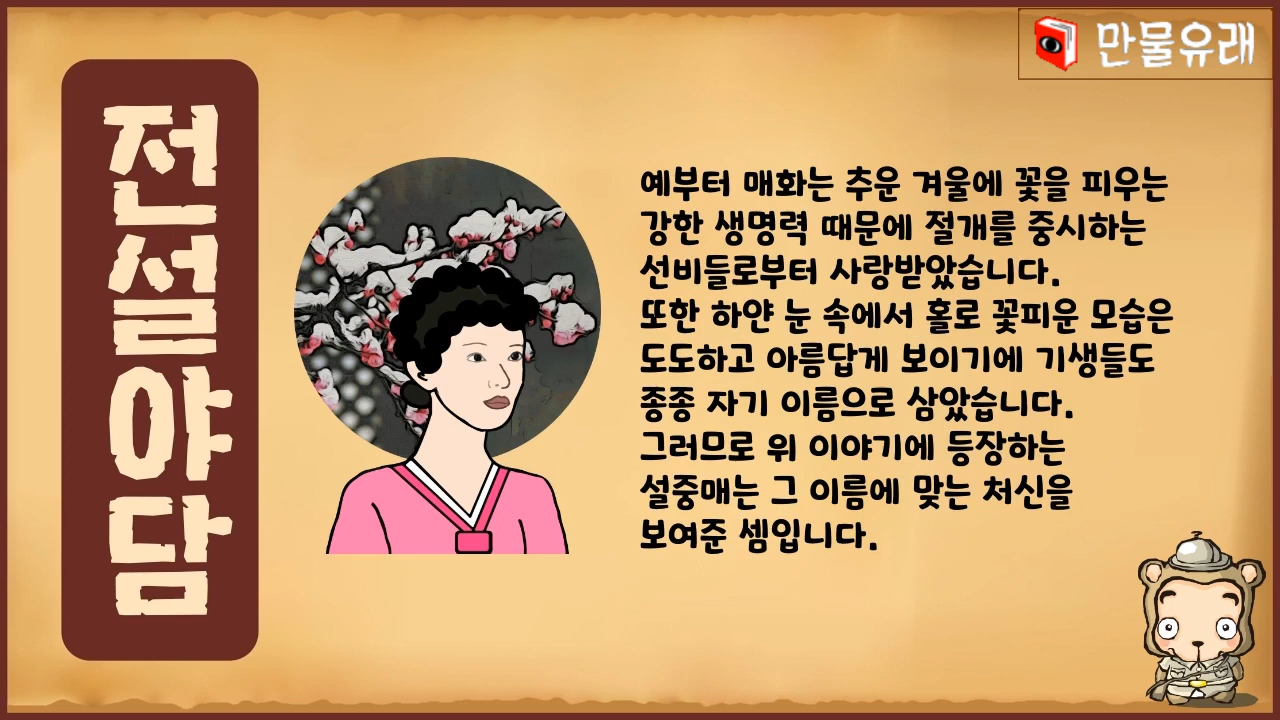 만물유래
전설야담
예부터 매화는 추운 겨울에 꽃을 피우는
강한 생명력 때문에 절개를 중시하는
선비들로부터 사랑받았습니다.
또한 하얀 눈 속에서 홀로 꽃피운 모습은
도도하고 아름답게 보이기에 기생들도
종종 자기 이름으로 삼았습니다.
그러므로 위 이야기에 등장하는
설중매는 그 이름에 맞는 처신을
보여준 셈입니다.